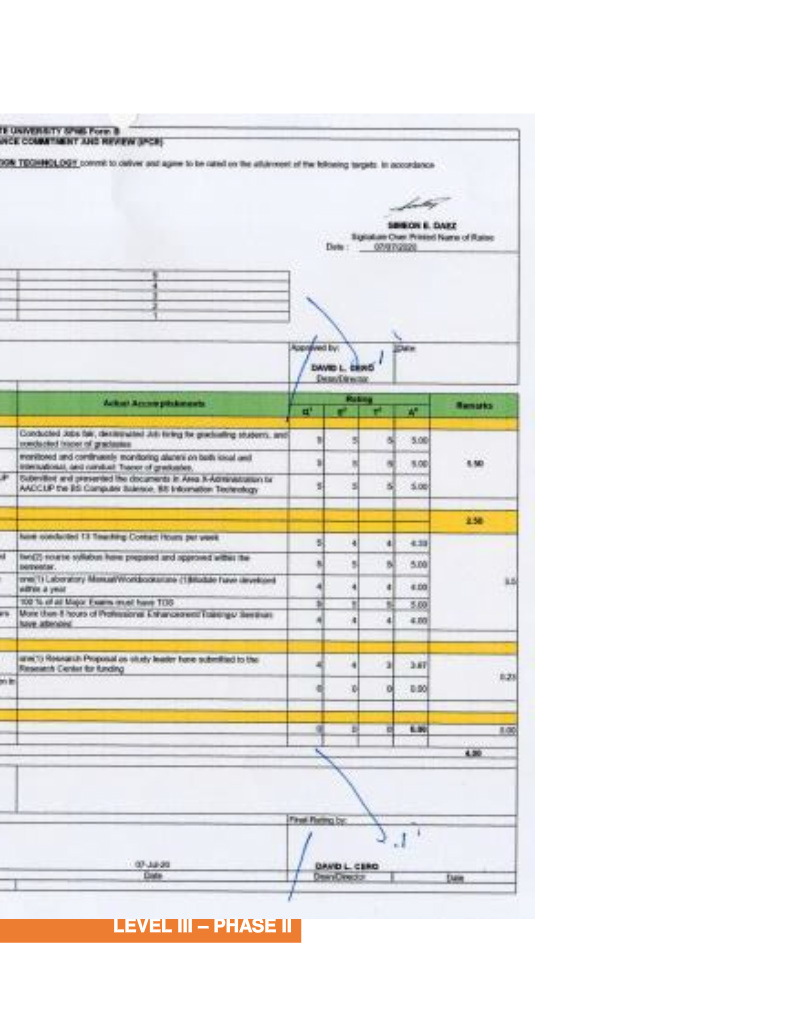 TE UNIVERSITY SPMS Form B
NCE COMMITMENT AND REVIEW (IPCR)
ION TECHNOLOGY commit to deliver and agree to be rated on the attainment of the following targets. In accordance
SIMEON E. DAEZ
Signature Over Printed Name of Ratee
Date : 07/07/2020
5
4
3
2
1
Approved by: Date:
DAVID L. CERO
Dean/Director
Actual Accomplishments Rating Remarks
Q1 E2 T3 A4
Conducted Jobs fair, Job hiring for graduating students, and
conducted tracer of graduates 5 5 5 5.00
monitored and continuely monitoring alumni on both local and
international, and conduct Tracer of graduates. 5 5 5 5.00
UP Submitted and presented the documents in Area X-Administration to
AACCUP the BS Computer Science, BS Information Technology 5 5 5 5.00
2.50
have conducted 13 Teaching Contact Hours per week 5 4 4 4.33
two(2) course syllabus have prepared and approved within the
semester. 5 5 5 5.00
one(1) Laboratory (1)Module have developed
within a year 4 4 4 4.00
100 % of all Major Exams must have TOS 5 5 5 5.00
More than 8 hours of Professional Enhancement/Trainings/ Seminars
have attended 4 4 4 4.00
one(1) Research Proposal as study leader have submitted to the
Research Center for funding 4 4 3 3.67
0.23
0 0 0 0.00
0 0 0 0.00
4.00
Final Rating by:
07-Jul-20 DAVID L. CERO
Date Dean/Director Date
LEVEL III – PHASE II